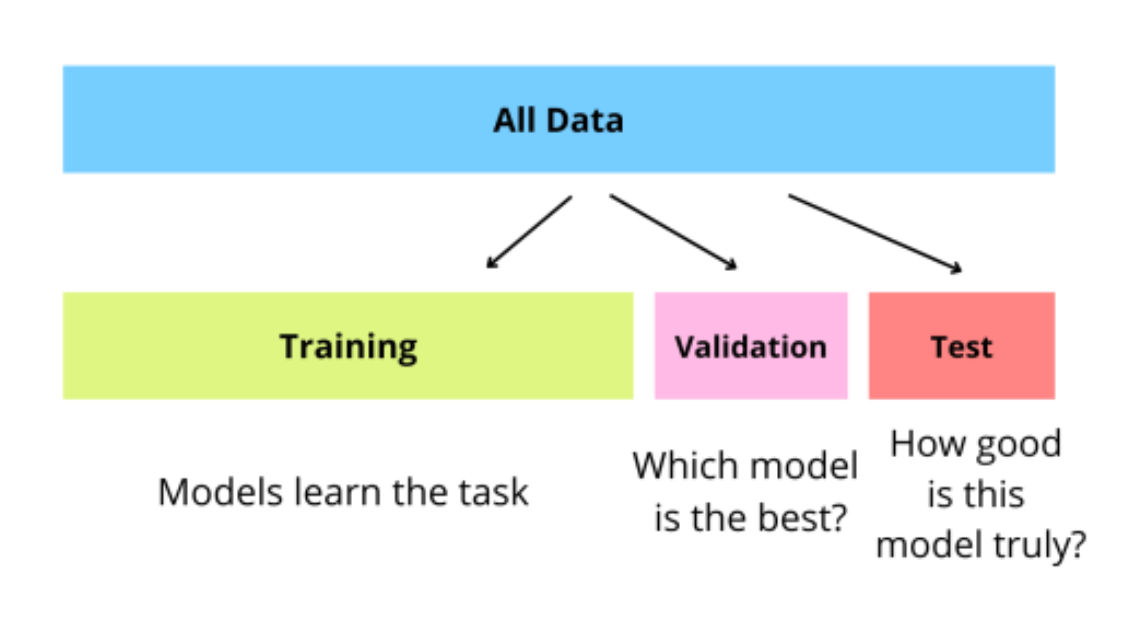 All Data
Training
Validation
Test
Models learn the task
Which model
is the best?
How good
is this
model truly?